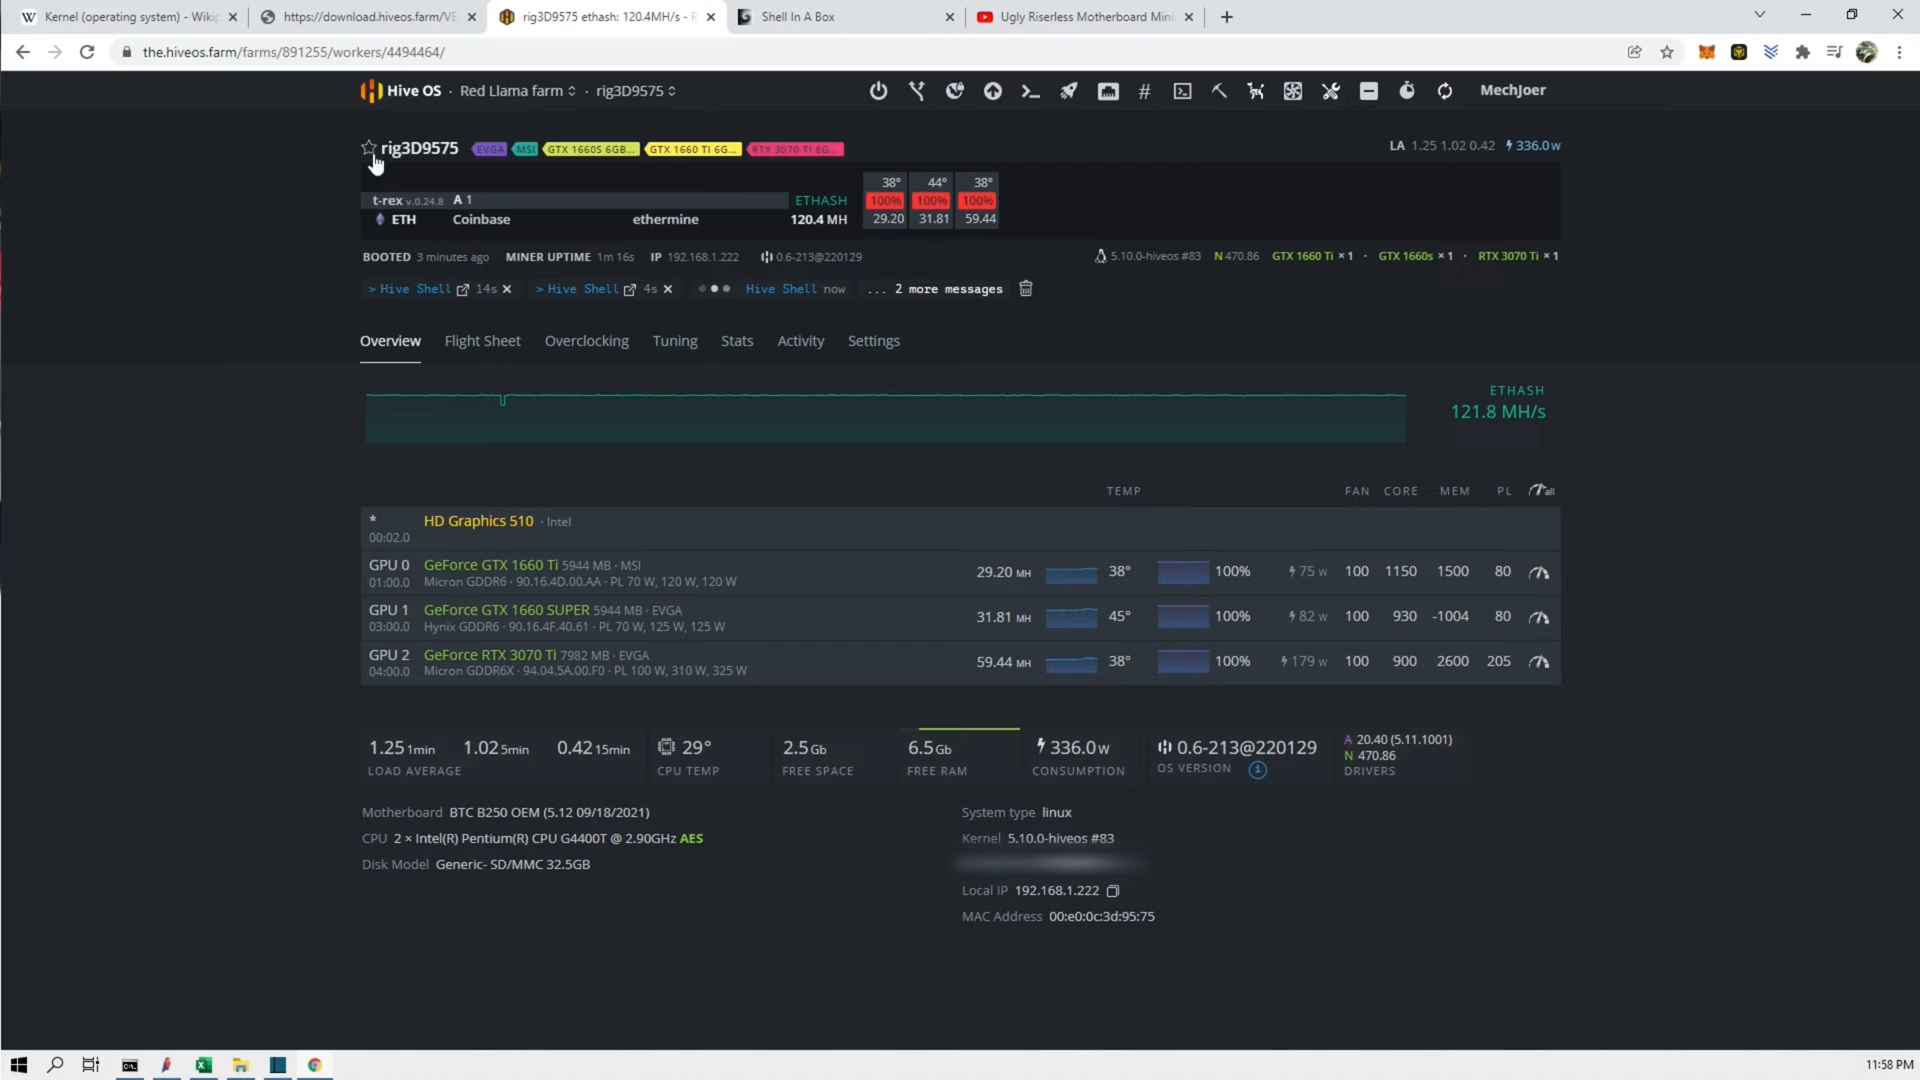 Kernel (operating system) - Wikip
https://download.hiveos.farm/VE
rig3D9575 ethash: 120.4MH/s - R
Shell In A Box
Ugly Riserless Motherboard Mini
the.hiveos.farm/farms/891255/workers/4494464/
Hive OS · Red Llama farm · rig3D9575
MechJoer
rig3D9575 EVGA MSI GTX 1660S 6GB... GTX 1660 TI 6G... RTX 3070 TI 8G...
LA 1.25 1.02 0.42 336.0 w
38° 44° 38°
t-rex v.0.24.8 A 1 ETHASH 100% 100% 100%
ETH Coinbase ethermine 120.4 MH 29.20 31.81 59.44
BOOTED 3 minutes ago MINER UPTIME 1m 16s IP 192.168.1.222 0.6-213@220129
5.10.0-hiveos #83 N 470.86 GTX 1660 Ti × 1 · GTX 1660s × 1 · RTX 3070 Ti × 1
> Hive Shell 14s × > Hive Shell 4s × Hive Shell now ... 2 more messages
Overview Flight Sheet Overclocking Tuning Stats Activity Settings
ETHASH
121.8 MH/s
TEMP FAN CORE MEM PL all
* HD Graphics 510 · Intel
00:02.0
GPU 0 GeForce GTX 1660 Ti 5944 MB · MSI
01:00.0 Micron GDDR6 · 90.16.4D.00.AA · PL 70 W, 120 W, 120 W
29.20 MH 38° 100% 75 w 100 1150 1500 80
GPU 1 GeForce GTX 1660 SUPER 5944 MB · EVGA
03:00.0 Hynix GDDR6 · 90.16.4F.40.61 · PL 70 W, 125 W, 125 W
31.81 MH 45° 100% 82 w 100 930 -1004 80
GPU 2 GeForce RTX 3070 Ti 7982 MB · EVGA
04:00.0 Micron GDDR6X · 94.04.5A.00.F0 · PL 100 W, 310 W, 325 W
59.44 MH 38° 100% 179 w 100 900 2600 205
1.25 1min 1.02 5min 0.42 15min
LOAD AVERAGE
29°
CPU TEMP
2.5 Gb
FREE SPACE
6.5 Gb
FREE RAM
336.0 w
CONSUMPTION
0.6-213@220129
OS VERSION
A 20.40 (5.11.1001)
N 470.86
DRIVERS
Motherboard BTC B250 OEM (5.12 09/18/2021)
CPU 2 × Intel(R) Pentium(R) CPU G4400T @ 2.90GHz AES
Disk Model Generic- SD/MMC 32.5GB
System type linux
Kernel 5.10.0-hiveos #83
Local IP 192.168.1.222
MAC Address 00:e0:0c:3d:95:75
11:58 PM